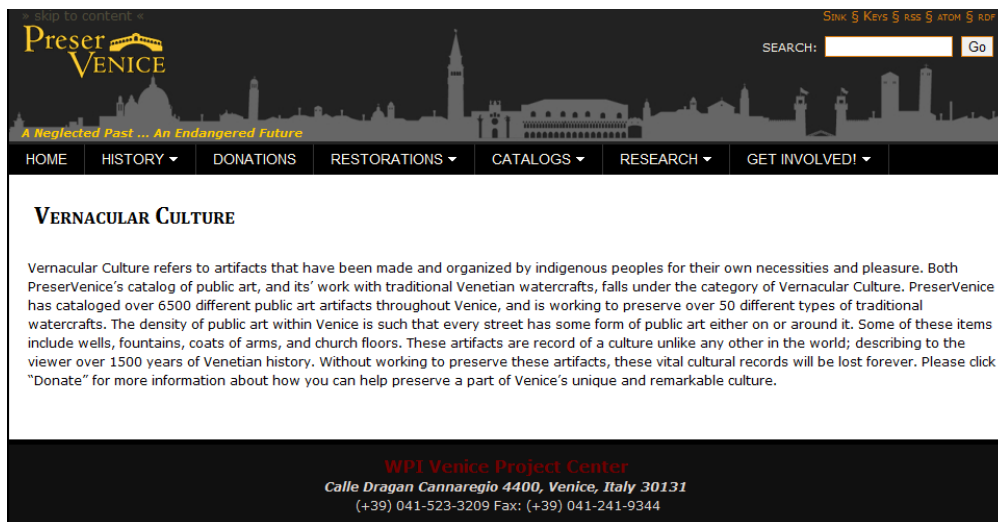 » skip to content «
Sink § Keys § rss § atom § rdf
Preser
Venice
SEARCH:
Go
A Neglected Past ... An Endangered Future
HOME
HISTORY
DONATIONS
RESTORATIONS
CATALOGS
RESEARCH
GET INVOLVED!
Vernacular Culture
Vernacular Culture refers to artifacts that have been made and organized by indigenous peoples for their own necessities and pleasure. Both
PreserVenice's catalog of public art, and its' work with traditional Venetian watercrafts, falls under the category of Vernacular Culture. PreserVenice
has cataloged over 6500 different public art artifacts throughout Venice, and is working to preserve over 50 different types of traditional
watercrafts. The density of public art within Venice is such that every street has some form of public art either on or around it. Some of these items
include wells, fountains, coats of arms, and church floors. These artifacts are record of a culture unlike any other in the world; describing to the
viewer over 1500 years of Venetian history. Without working to preserve these artifacts, these vital cultural records will be lost forever. Please click
"Donate" for more information about how you can help preserve a part of Venice's unique and remarkable culture.
WPI Venice Project Center
Calle Dragan Cannaregio 4400, Venice, Italy 30131
(+39) 041-523-3209 Fax: (+39) 041-241-9344